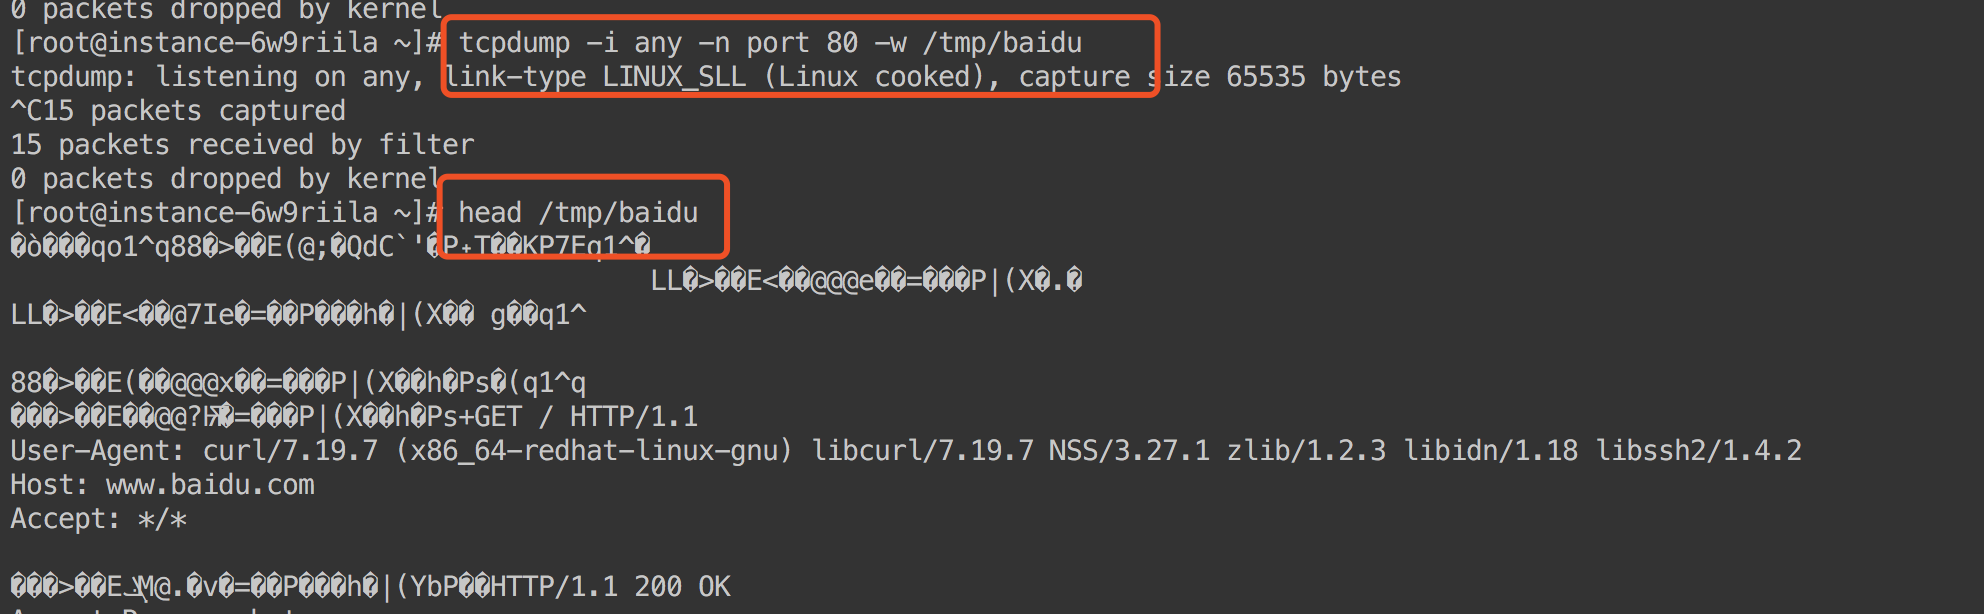 0 packets dropped by kernel
[root@instance-6w9riila ~]# tcpdump -i any -n port 80 -w /tmp/baidu
tcpdump: listening on any, link-type LINUX_SLL (Linux cooked), capture size 65535 bytes
^C15 packets captured
15 packets received by filter
0 packets dropped by kernel
[root@instance-6w9riila ~]# head /tmp/baidu
�ò���qo1^q88�>��E(@;�QdC`'�P˖T��KP7Eq1^�
LL�>��E<��@@@e��=���P|(X�.�
LL�>��E<��@7Ie�=��P���h�|(X�� g��q1^
88�>��E(��@@@x��=���P|(X��h�Ps�(q1^q
���>��E��@@?�=���P|(X��h�Ps+GET / HTTP/1.1
User-Agent: curl/7.19.7 (x86_64-redhat-linux-gnu) libcurl/7.19.7 NSS/3.27.1 zlib/1.2.3 libidn/1.18 libssh2/1.4.2
Host: www.baidu.com
Accept: */*
���>��E M@.�v�=��P���h�|(YbP��HTTP/1.1 200 OK